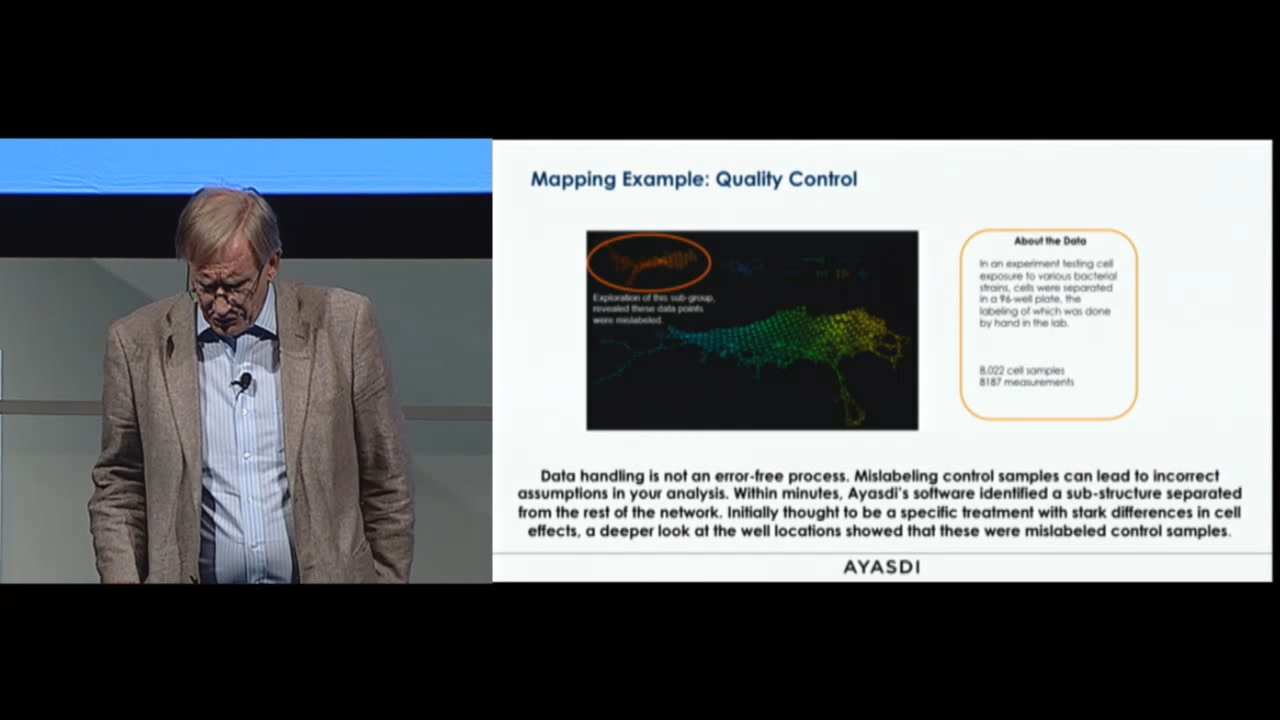 Mapping Example: Quality Control
Exploration of this sub-group,
revealed these data points
were mislabeled.
About the Data
In an experiment testing cell
exposure to various bacterial
strains, cells were separated
in a 96-well plate, the
labeling of which was done
by hand in the lab.
8,022 cell samples
8187 measurements
Data handling is not an error-free process. Mislabeling control samples can lead to incorrect
assumptions in your analysis. Within minutes, Ayasdi's software identified a sub-structure separated
from the rest of the network. Initially thought to be a specific treatment with stark differences in cell
effects, a deeper look at the well locations showed that these were mislabeled control samples.
AYASDI